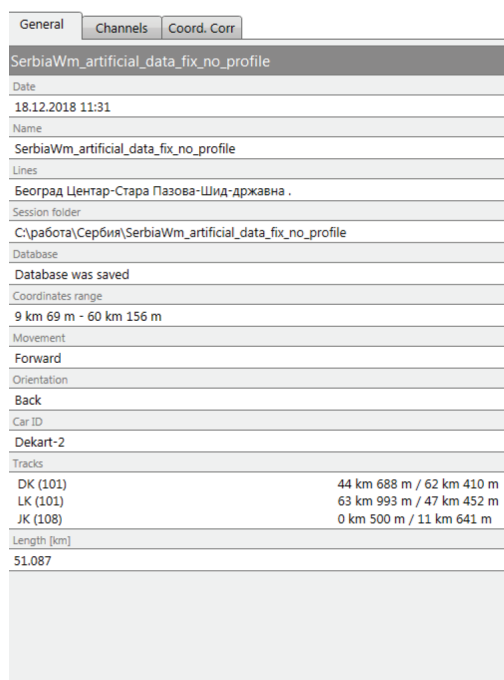 General Channels Coord. Corr
SerbiaWm_artificial_data_fix_no_profile
Date
18.12.2018 11:31
Name
SerbiaWm_artificial_data_fix_no_profile
Lines
Београд Центар-Стара Пазова-Шид-државна .
Session folder
C:\работа\Сербия\SerbiaWm_artificial_data_fix_no_profile
Database
Database was saved
Coordinates range
9 km 69 m - 60 km 156 m
Movement
Forward
Orientation
Back
Car ID
Dekart-2
Tracks
DK (101) 44 km 688 m / 62 km 410 m
LK (101) 63 km 993 m / 47 km 452 m
JK (108) 0 km 500 m / 11 km 641 m
Length [km]
51.087